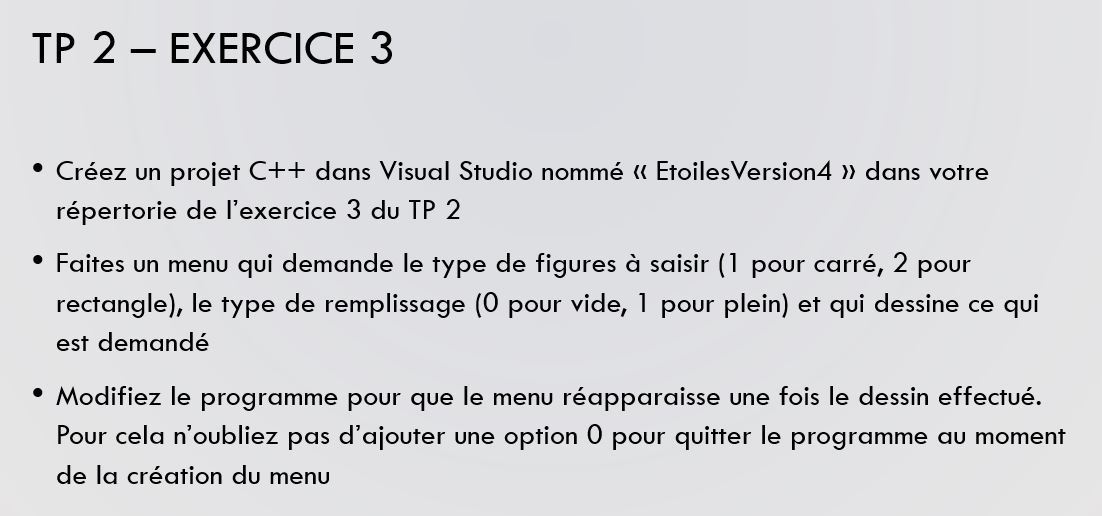 TP 2 – EXERCICE 3
• Créez un projet C++ dans Visual Studio nommé « EtoilesVersion4 » dans votre
répertorie de l’exercice 3 du TP 2
• Faites un menu qui demande le type de figures à saisir (1 pour carré, 2 pour
rectangle), le type de remplissage (0 pour vide, 1 pour plein) et qui dessine ce qui
est demandé
• Modifiez le programme pour que le menu réapparaisse une fois le dessin effectué.
Pour cela n’oubliez pas d’ajouter une option 0 pour quitter le programme au moment
de la création du menu